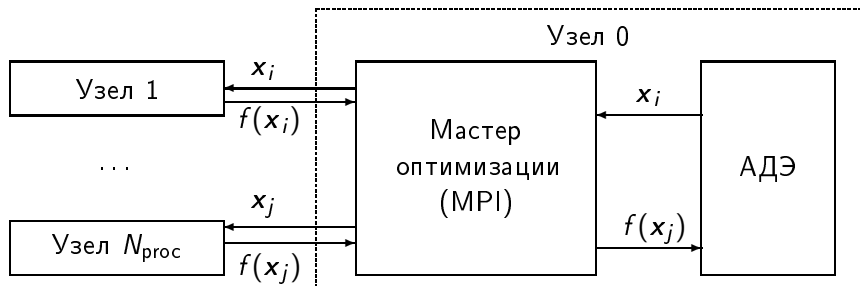 Узел 0
Узел 1
x_i
f(x_i)
. . .
Узел N_proc
x_j
f(x_j)
Мастер
оптимизации
(MPI)
x_i
f(x_j)
АДЭ